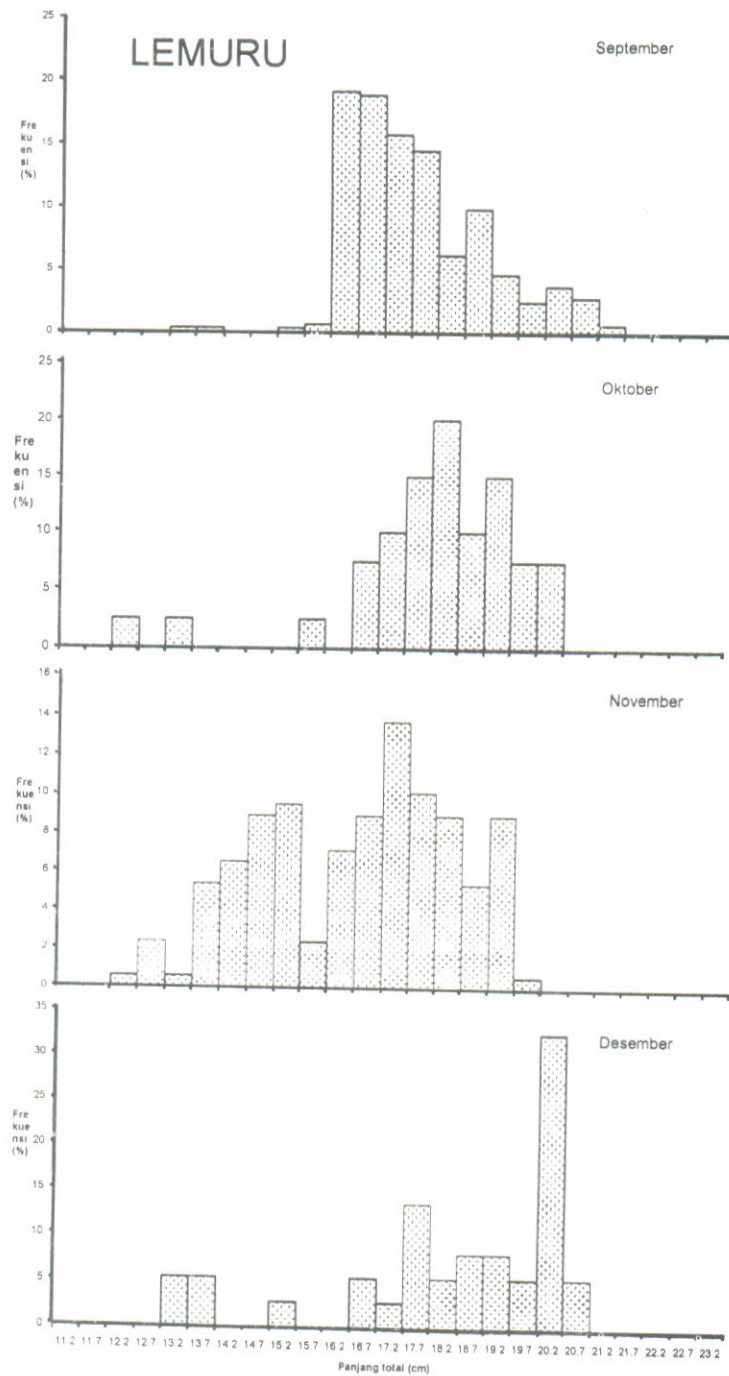 LEMURU
September
25
20
15
10
5
0
Fre
ku
en
si
(%)
Oktober
25
20
15
10
5
0
Fre
ku
en
si
(%)
November
16
14
12
10
8
6
4
2
0
Fre
kue
nsi
(%)
Desember
35
30
25
20
15
10
5
0
Fre
kue
nsi
(%)
11.2 11.7 12.2 12.7 13.2 13.7 14.2 14.7 15.2 15.7 16.2 16.7 17.2 17.7 18.2 18.7 19.2 19.7 20.2 20.7 21.2 21.7 22.2 22.7 23.2
Panjang total (cm)